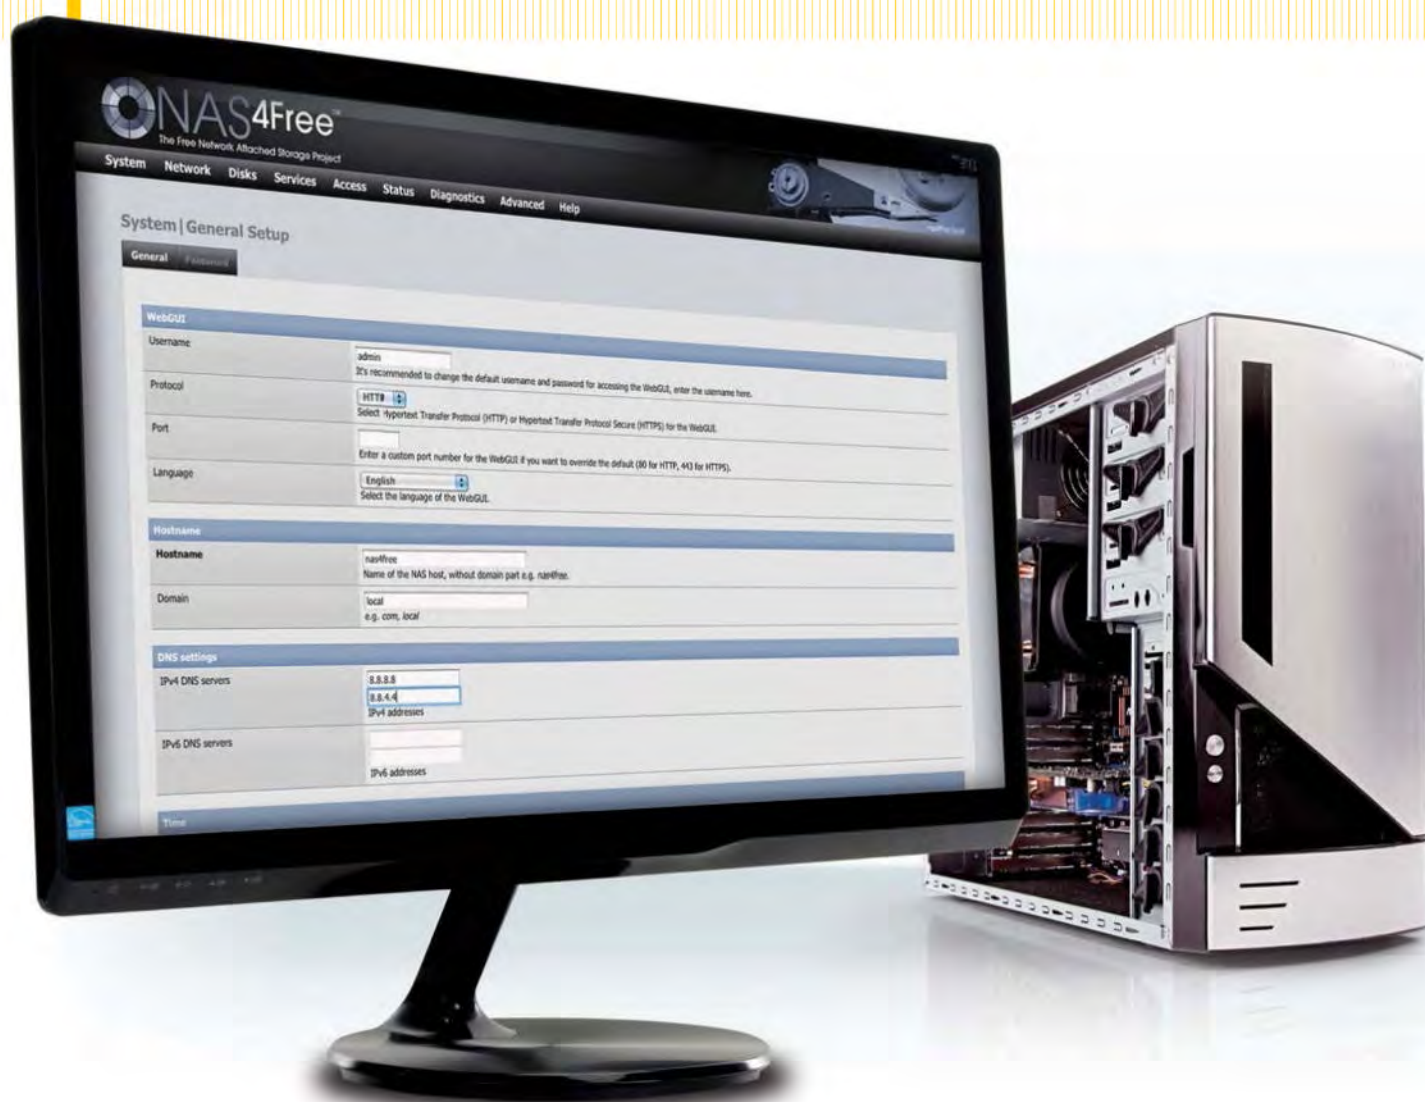 NAS4Free™
The Free Network Attached Storage Project
System Network Disks Services Access Status Diagnostics Advanced Help
System|General Setup
General Password
WebGUI
Username
admin
It's recommended to change the default username and password for accessing the WebGUI, enter the username here.
Protocol
HTTP
Select Hypertext Transfer Protocol (HTTP) or Hypertext Transfer Protocol Secure (HTTPS) for the WebGUI.
Port
Enter a custom port number for the WebGUI if you want to override the default (80 for HTTP, 443 for HTTPS).
Language
English
Select the language of the WebGUI.
Hostname
Hostname
nas4free
Name of the NAS host, without domain part e.g. nas4free.
Domain
local
e.g. com, local
DNS settings
IPv4 DNS servers
8.8.8.8
8.8.4.4
IPv4 addresses
IPv6 DNS servers
IPv6 addresses
Time